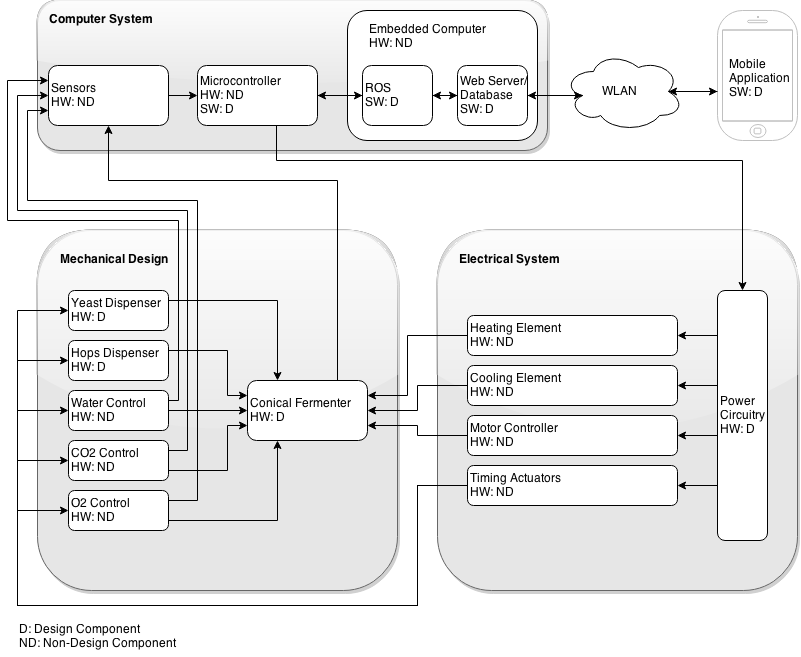 Computer System
Embedded Computer
HW: ND
Sensors
HW: ND
Microcontroller
HW: ND
SW: D
ROS
SW: D
Web Server/
Database
SW: D
WLAN
Mobile
Application
SW: D
Mechanical Design
Yeast Dispenser
HW: D
Hops Dispenser
HW: D
Water Control
HW: ND
CO2 Control
HW: ND
O2 Control
HW: ND
Conical Fermenter
HW: D
Electrical System
Heating Element
HW: ND
Cooling Element
HW: ND
Motor Controller
HW: ND
Timing Actuators
HW: ND
Power
Circuitry
HW: D
D: Design Component
ND: Non-Design Component